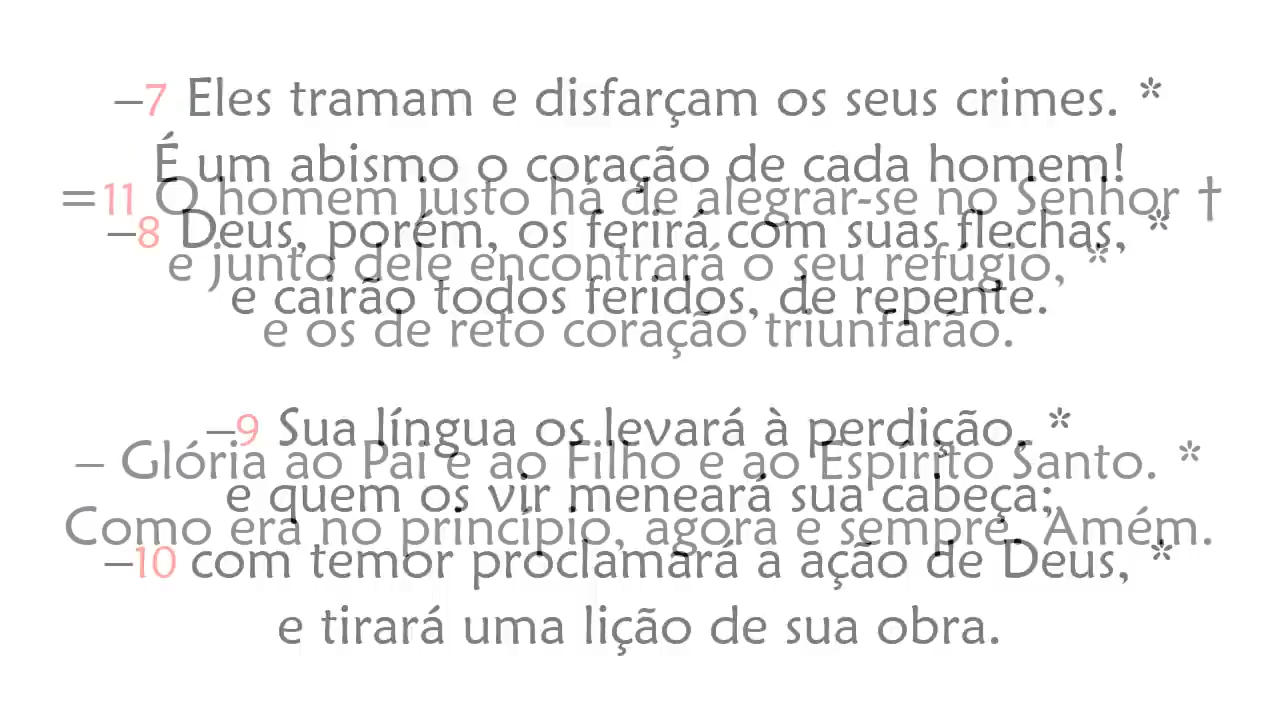 –7 Eles tramam e disfarçam os seus crimes. *
É um abismo o coração de cada homem!
–8 Deus, porém, os ferirá com suas flechas, *
e cairão todos feridos, de repente.
–9 Sua língua os levará à perdição, *
e quem os vir meneará sua cabeça;
–10 com temor proclamará a ação de Deus, *
e tirará uma lição de sua obra.
=11 O homem justo há de alegrar-se no Senhor †
e junto dele encontrará o seu refúgio, *
e os de reto coração triunfarão.
– Glória ao Pai e ao Filho e ao Espírito Santo. *
Como era no princípio, agora e sempre. Amém.